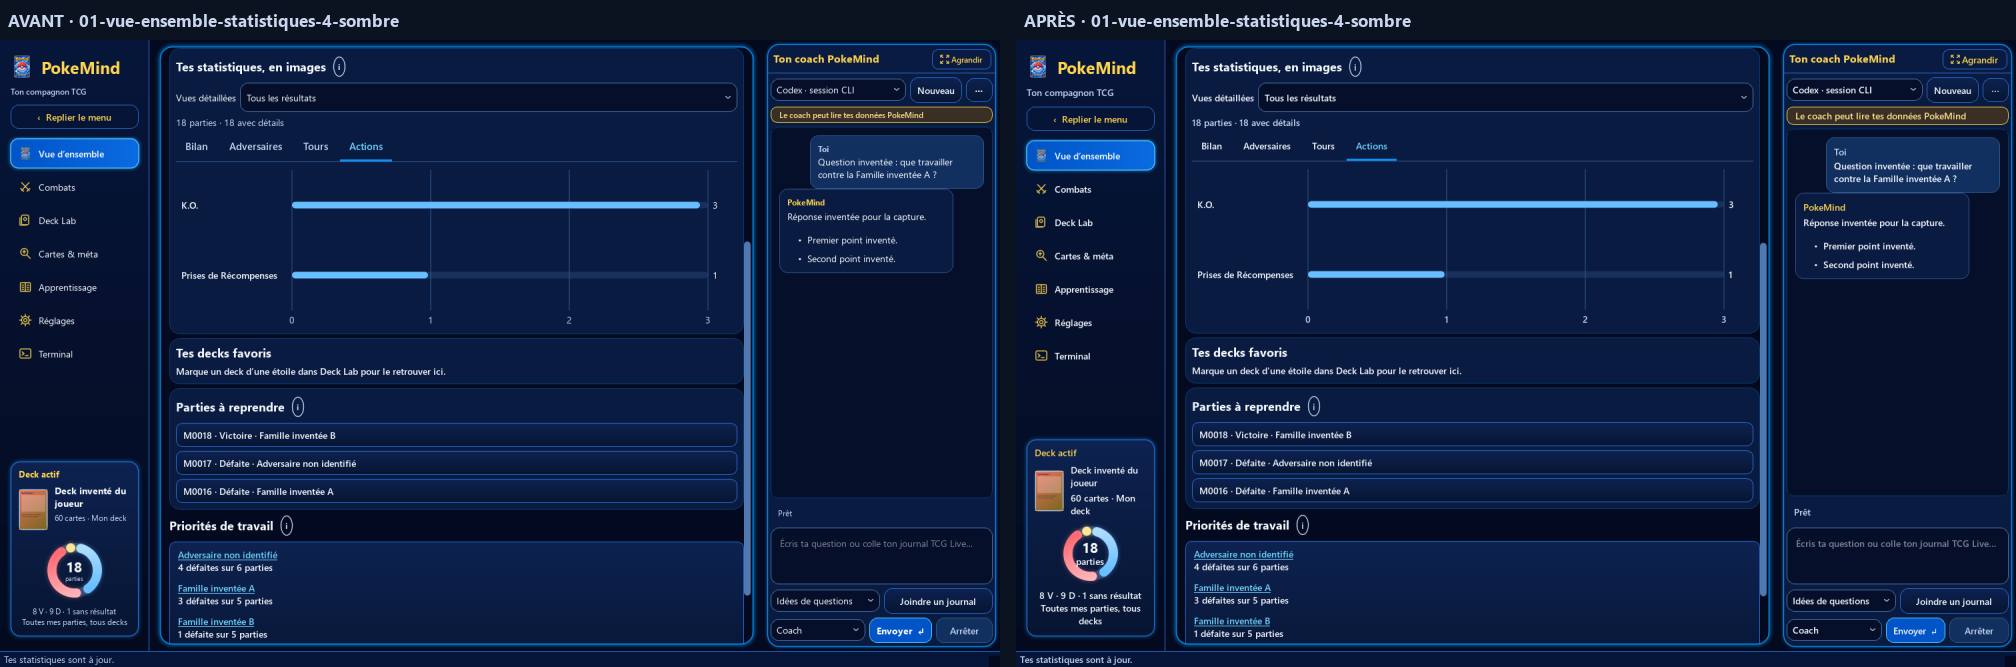 AVANT · 01-vue-ensemble-statistiques-4-sombre
PokeMind
Ton compagnon TCG
‹ Replier le menu
Vue d'ensemble
Combats
Deck Lab
Cartes & méta
Apprentissage
Réglages
Terminal
Deck actif
Deck inventé du
joueur
60 cartes · Mon deck
18
parties
8 V · 9 D · 1 sans résultat
Toutes mes parties, tous decks
Tes statistiques, en images i
Vues détaillées Tous les résultats
18 parties · 18 avec détails
Bilan Adversaires Tours Actions
K.O. 3
Prises de Récompenses 1
0 1 2 3
Tes decks favoris
Marque un deck d'une étoile dans Deck Lab pour le retrouver ici.
Parties à reprendre i
M0018 · Victoire · Famille inventée B
M0017 · Défaite · Adversaire non identifié
M0016 · Défaite · Famille inventée A
Priorités de travail i
Adversaire non identifié
4 défaites sur 6 parties
Famille inventée A
3 défaites sur 5 parties
Famille inventée B
1 défaite sur 5 parties
Ton coach PokeMind Agrandir
Codex · session CLI Nouveau ...
Le coach peut lire tes données PokeMind
Toi
Question inventée : que travailler
contre la Famille inventée A ?
PokeMind
Réponse inventée pour la capture.
• Premier point inventé.
• Second point inventé.
Prêt
Écris ta question ou colle ton journal TCG Live...
Idées de questions Joindre un journal
Coach Envoyer ↲ Arrêter
Tes statistiques sont à jour.
APRÈS · 01-vue-ensemble-statistiques-4-sombre
PokeMind
Ton compagnon TCG
‹ Replier le menu
Vue d'ensemble
Combats
Deck Lab
Cartes & méta
Apprentissage
Réglages
Terminal
Deck actif
Deck inventé du
joueur
60 cartes · Mon
deck
18
parties
8 V · 9 D · 1 sans résultat
Toutes mes parties, tous
decks
Tes statistiques, en images i
Vues détaillées Tous les résultats
18 parties · 18 avec détails
Bilan Adversaires Tours Actions
K.O. 3
Prises de Récompenses 1
0 1 2 3
Tes decks favoris
Marque un deck d'une étoile dans Deck Lab pour le retrouver ici.
Parties à reprendre i
M0018 · Victoire · Famille inventée B
M0017 · Défaite · Adversaire non identifié
M0016 · Défaite · Famille inventée A
Priorités de travail i
Adversaire non identifié
4 défaites sur 6 parties
Famille inventée A
3 défaites sur 5 parties
Famille inventée B
1 défaite sur 5 parties
Ton coach PokeMind Agrandir
Codex · session CLI Nouveau ...
Le coach peut lire tes données PokeMind
Toi
Question inventée : que travailler
contre la Famille inventée A ?
PokeMind
Réponse inventée pour la capture.
• Premier point inventé.
• Second point inventé.
Prêt
Écris ta question ou colle ton journal TCG Live...
Idées de questions Joindre un journal
Coach Envoyer ↲ Arrêter
Tes statistiques sont à jour.